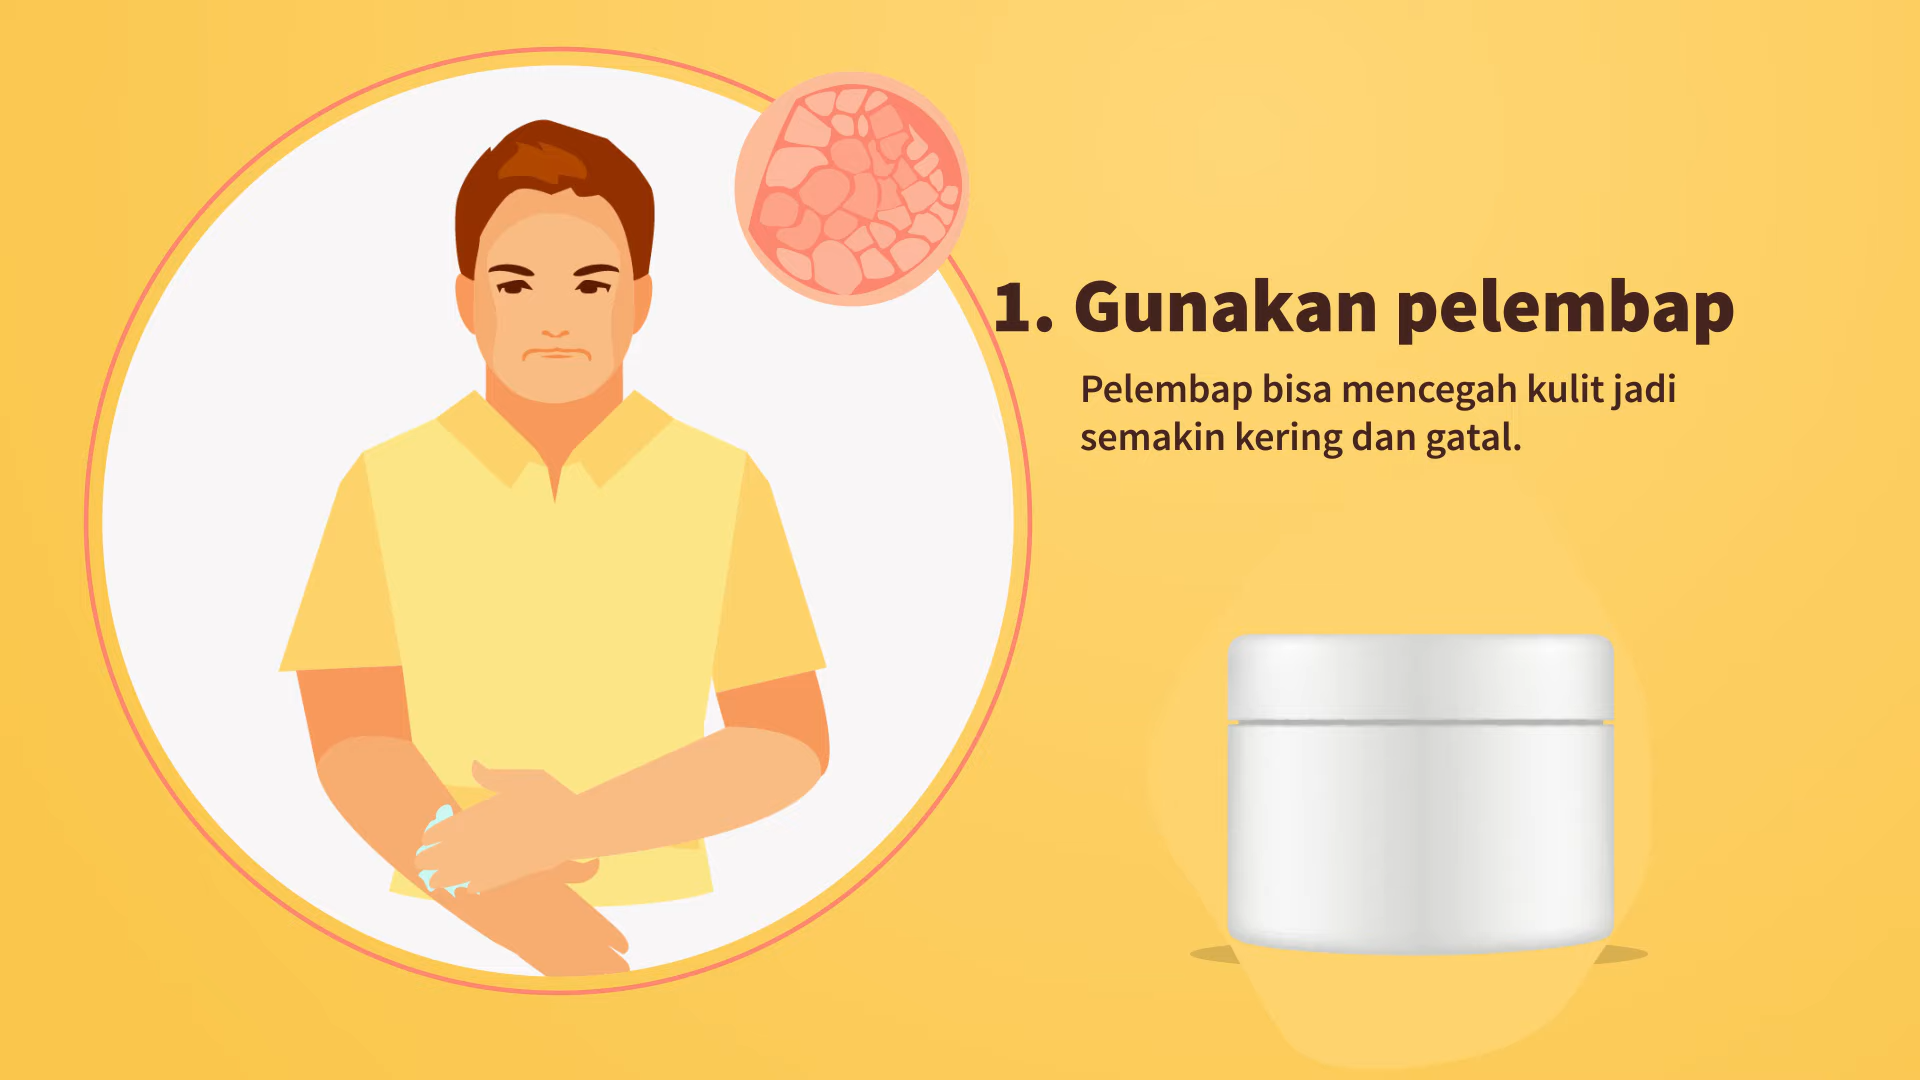 1. Gunakan pelembap
Pelembap bisa mencegah kulit jadi
semakin kering dan gatal.